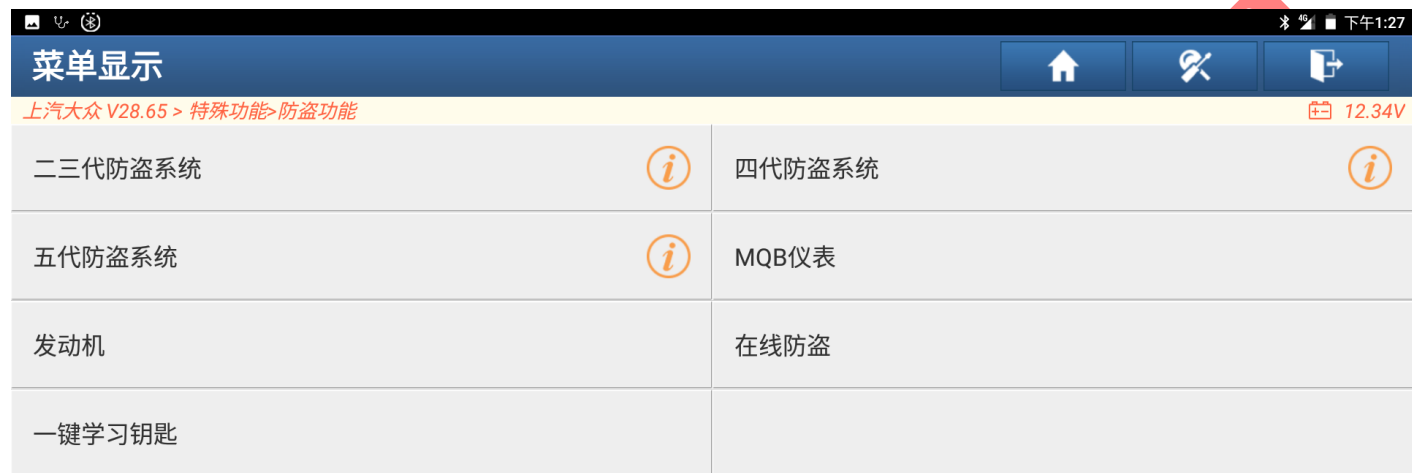 下午1:27
菜单显示
上汽大众 V28.65 > 特殊功能>防盗功能
12.34V
二三代防盗系统
四代防盗系统
五代防盗系统
MQB仪表
发动机
在线防盗
一键学习钥匙